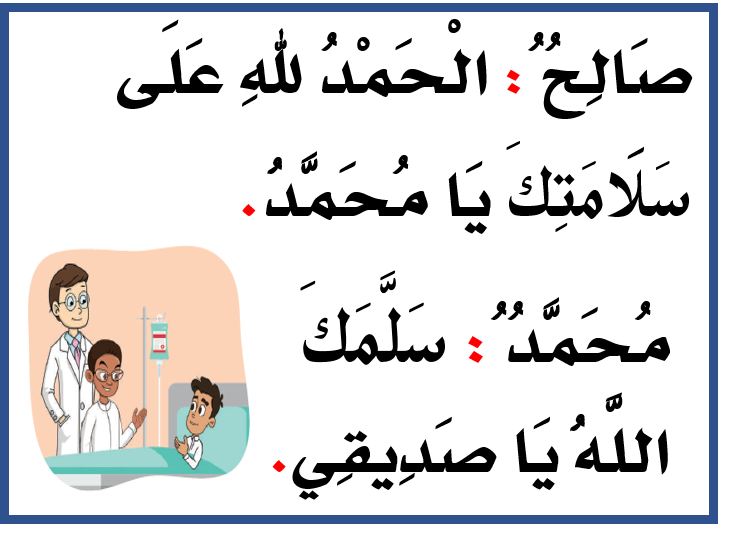 صَالِحٌ : الْحَمْدُ للهِ عَلَى
سَلَامَتِكَ يَا مُحَمَّدُ.
مُحَمَّدٌ : سَلَّمَكَ
اللَّهُ يَا صَدِيقِي.